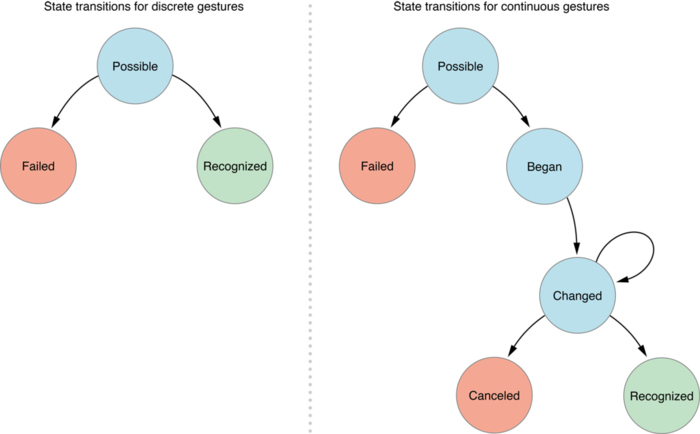 State transitions for discrete gestures
Possible
Failed
Recognized
State transitions for continuous gestures
Possible
Failed
Began
Changed
Canceled
Recognized